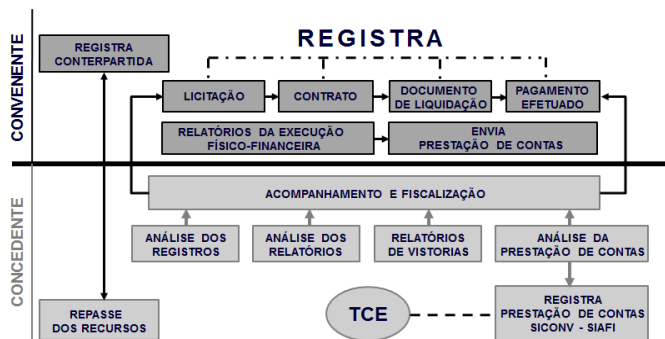 CONVENENTE
REGISTRA
CONTERPARTIDA
REGISTRA
LICITAÇÃO
CONTRATO
DOCUMENTO
DE LIQUIDAÇÃO
PAGAMENTO
EFETUADO
RELATÓRIOS DA EXECUÇÃO
FÍSICO-FINANCEIRA
ENVIA
PRESTAÇÃO DE CONTAS
CONCEDENTE
ACOMPANHAMENTO E FISCALIZAÇÃO
ANÁLISE DOS
REGISTROS
ANÁLISE DOS
RELATÓRIOS
RELATÓRIOS
DE VISTORIAS
ANÁLISE DA
PRESTAÇÃO DE CONTAS
REPASSE
DOS RECURSOS
TCE
REGISTRA
PRESTAÇÃO DE CONTAS
SICONV - SIAFI